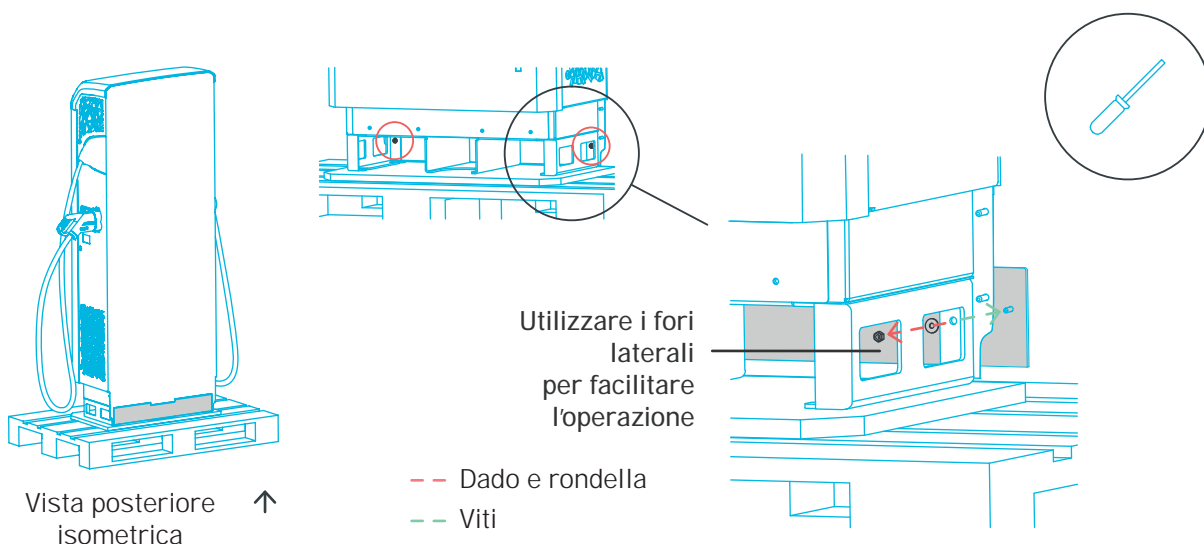 Utilizzare i fori
laterali
per facilitare
l'operazione
Dado e rondella
Viti
Vista posteriore
isometrica